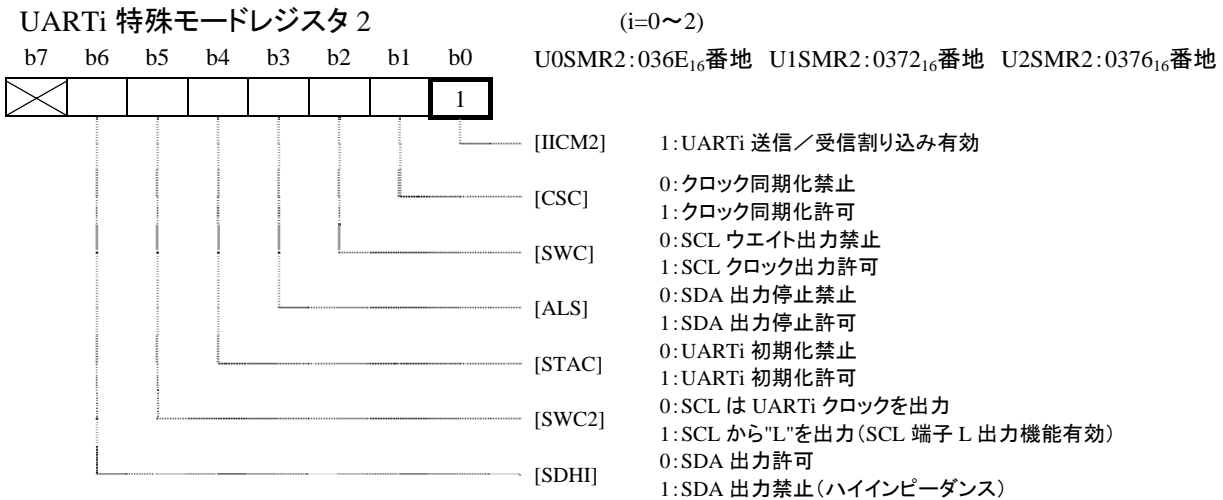 UARTi 特殊モードレジスタ 2 (i=0～2)
b7 b6 b5 b4 b3 b2 b1 b0 U0SMR2：036E₁₆番地 U1SMR2：0372₁₆番地 U2SMR2：0376₁₆番地
1
[IICM2] 1：UARTi 送信／受信割り込み有効
[CSC] 0：クロック同期化禁止
1：クロック同期化許可
[SWC] 0：SCL ウエイト出力禁止
1：SCL クロック出力許可
[ALS] 0：SDA 出力停止禁止
1：SDA 出力停止許可
[STAC] 0：UARTi 初期化禁止
1：UARTi 初期化許可
[SWC2] 0：SCL は UARTi クロックを出力
1：SCL から"L"を出力（SCL 端子 L 出力機能有効）
[SDHI] 0：SDA 出力許可
1：SDA 出力禁止（ハイインピーダンス）